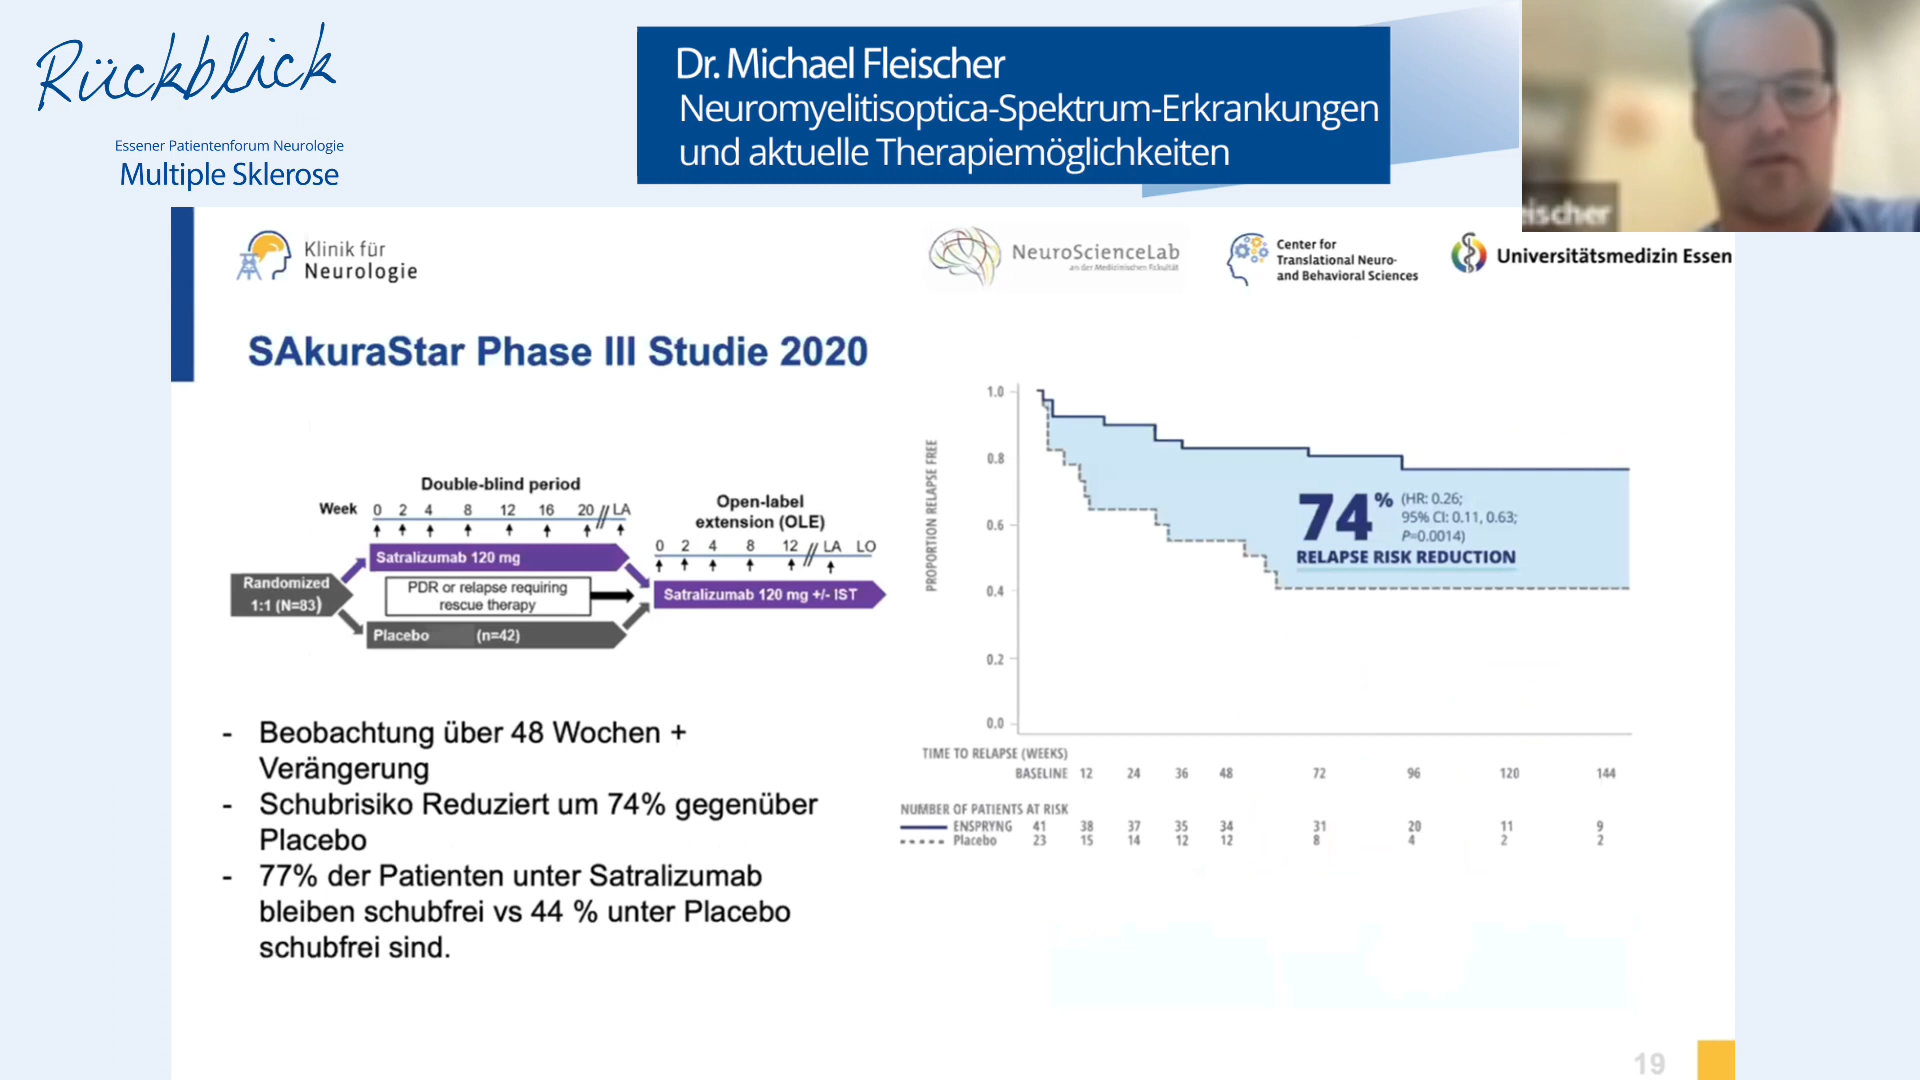 Rückblick
Essener Patientenforum Neurologie
Multiple Sklerose
Dr. Michael Fleischer
Neuromyelitisoptica-Spektrum-Erkrankungen
und aktuelle Therapiemöglichkeiten
eischer
Klinik für
Neurologie
NeuroScienceLab
an der Medizinischen Fakultät
Center for
Translational Neuro-
and Behavioral Sciences
Universitätsmedizin Essen
SAkuraStar Phase III Studie 2020
Double-blind period
Week 0 2 4 8 12 16 20 // LA
Satralizumab 120 mg
Randomized
1:1 (N=83)
PDR or relapse requiring
rescue therapy
Placebo (n=42)
Open-label
extension (OLE)
0 2 4 8 12 // LA LO
Satralizumab 120 mg +/- IST
- Beobachtung über 48 Wochen +
Verängerung
- Schubrisiko Reduziert um 74% gegenüber
Placebo
- 77% der Patienten unter Satralizumab
bleiben schubfrei vs 44 % unter Placebo
schubfrei sind.
PROPORTION RELAPSE FREE
1.0
0.8
0.6
0.4
0.2
0.0
74% (HR: 0.26;
95% CI: 0.11, 0.63;
P=0.0014)
RELAPSE RISK REDUCTION
TIME TO RELAPSE (WEEKS)
BASELINE 12 24 36 48 72 96 120 144
NUMBER OF PATIENTS AT RISK
ENSPRYNG 41 38 37 35 34 31 20 11 9
Placebo 23 15 14 12 12 8 4 2 2
19